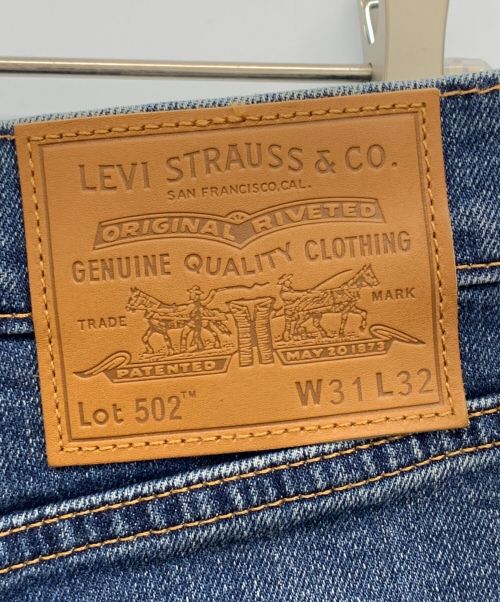 LEVI STRAUSS & CO.
SAN FRANCISCO, CAL.
ORIGINAL RIVETED
GENUINE QUALITY CLOTHING
TRADE MARK
PATENTED MAY 20 1873
Lot 502™ W31 L32